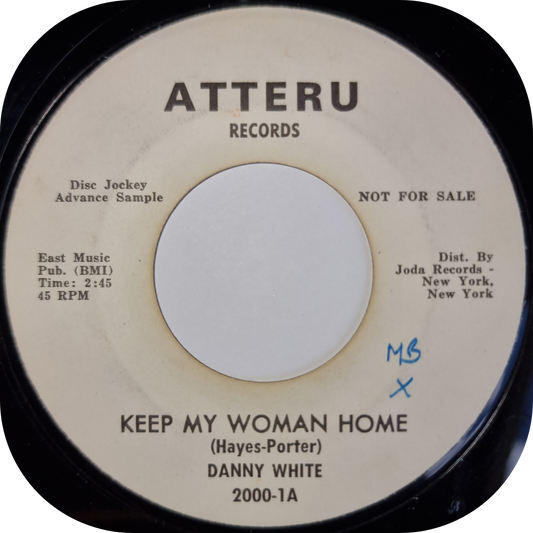 ATTERU
RECORDS
Disc Jockey
Advance Sample
NOT FOR SALE
East Music
Pub. (BMI)
Time: 2:45
45 RPM
Dist. By
Joda Records -
New York,
New York
MB
X
KEEP MY WOMAN HOME
(Hayes-Porter)
DANNY WHITE
2000-1A